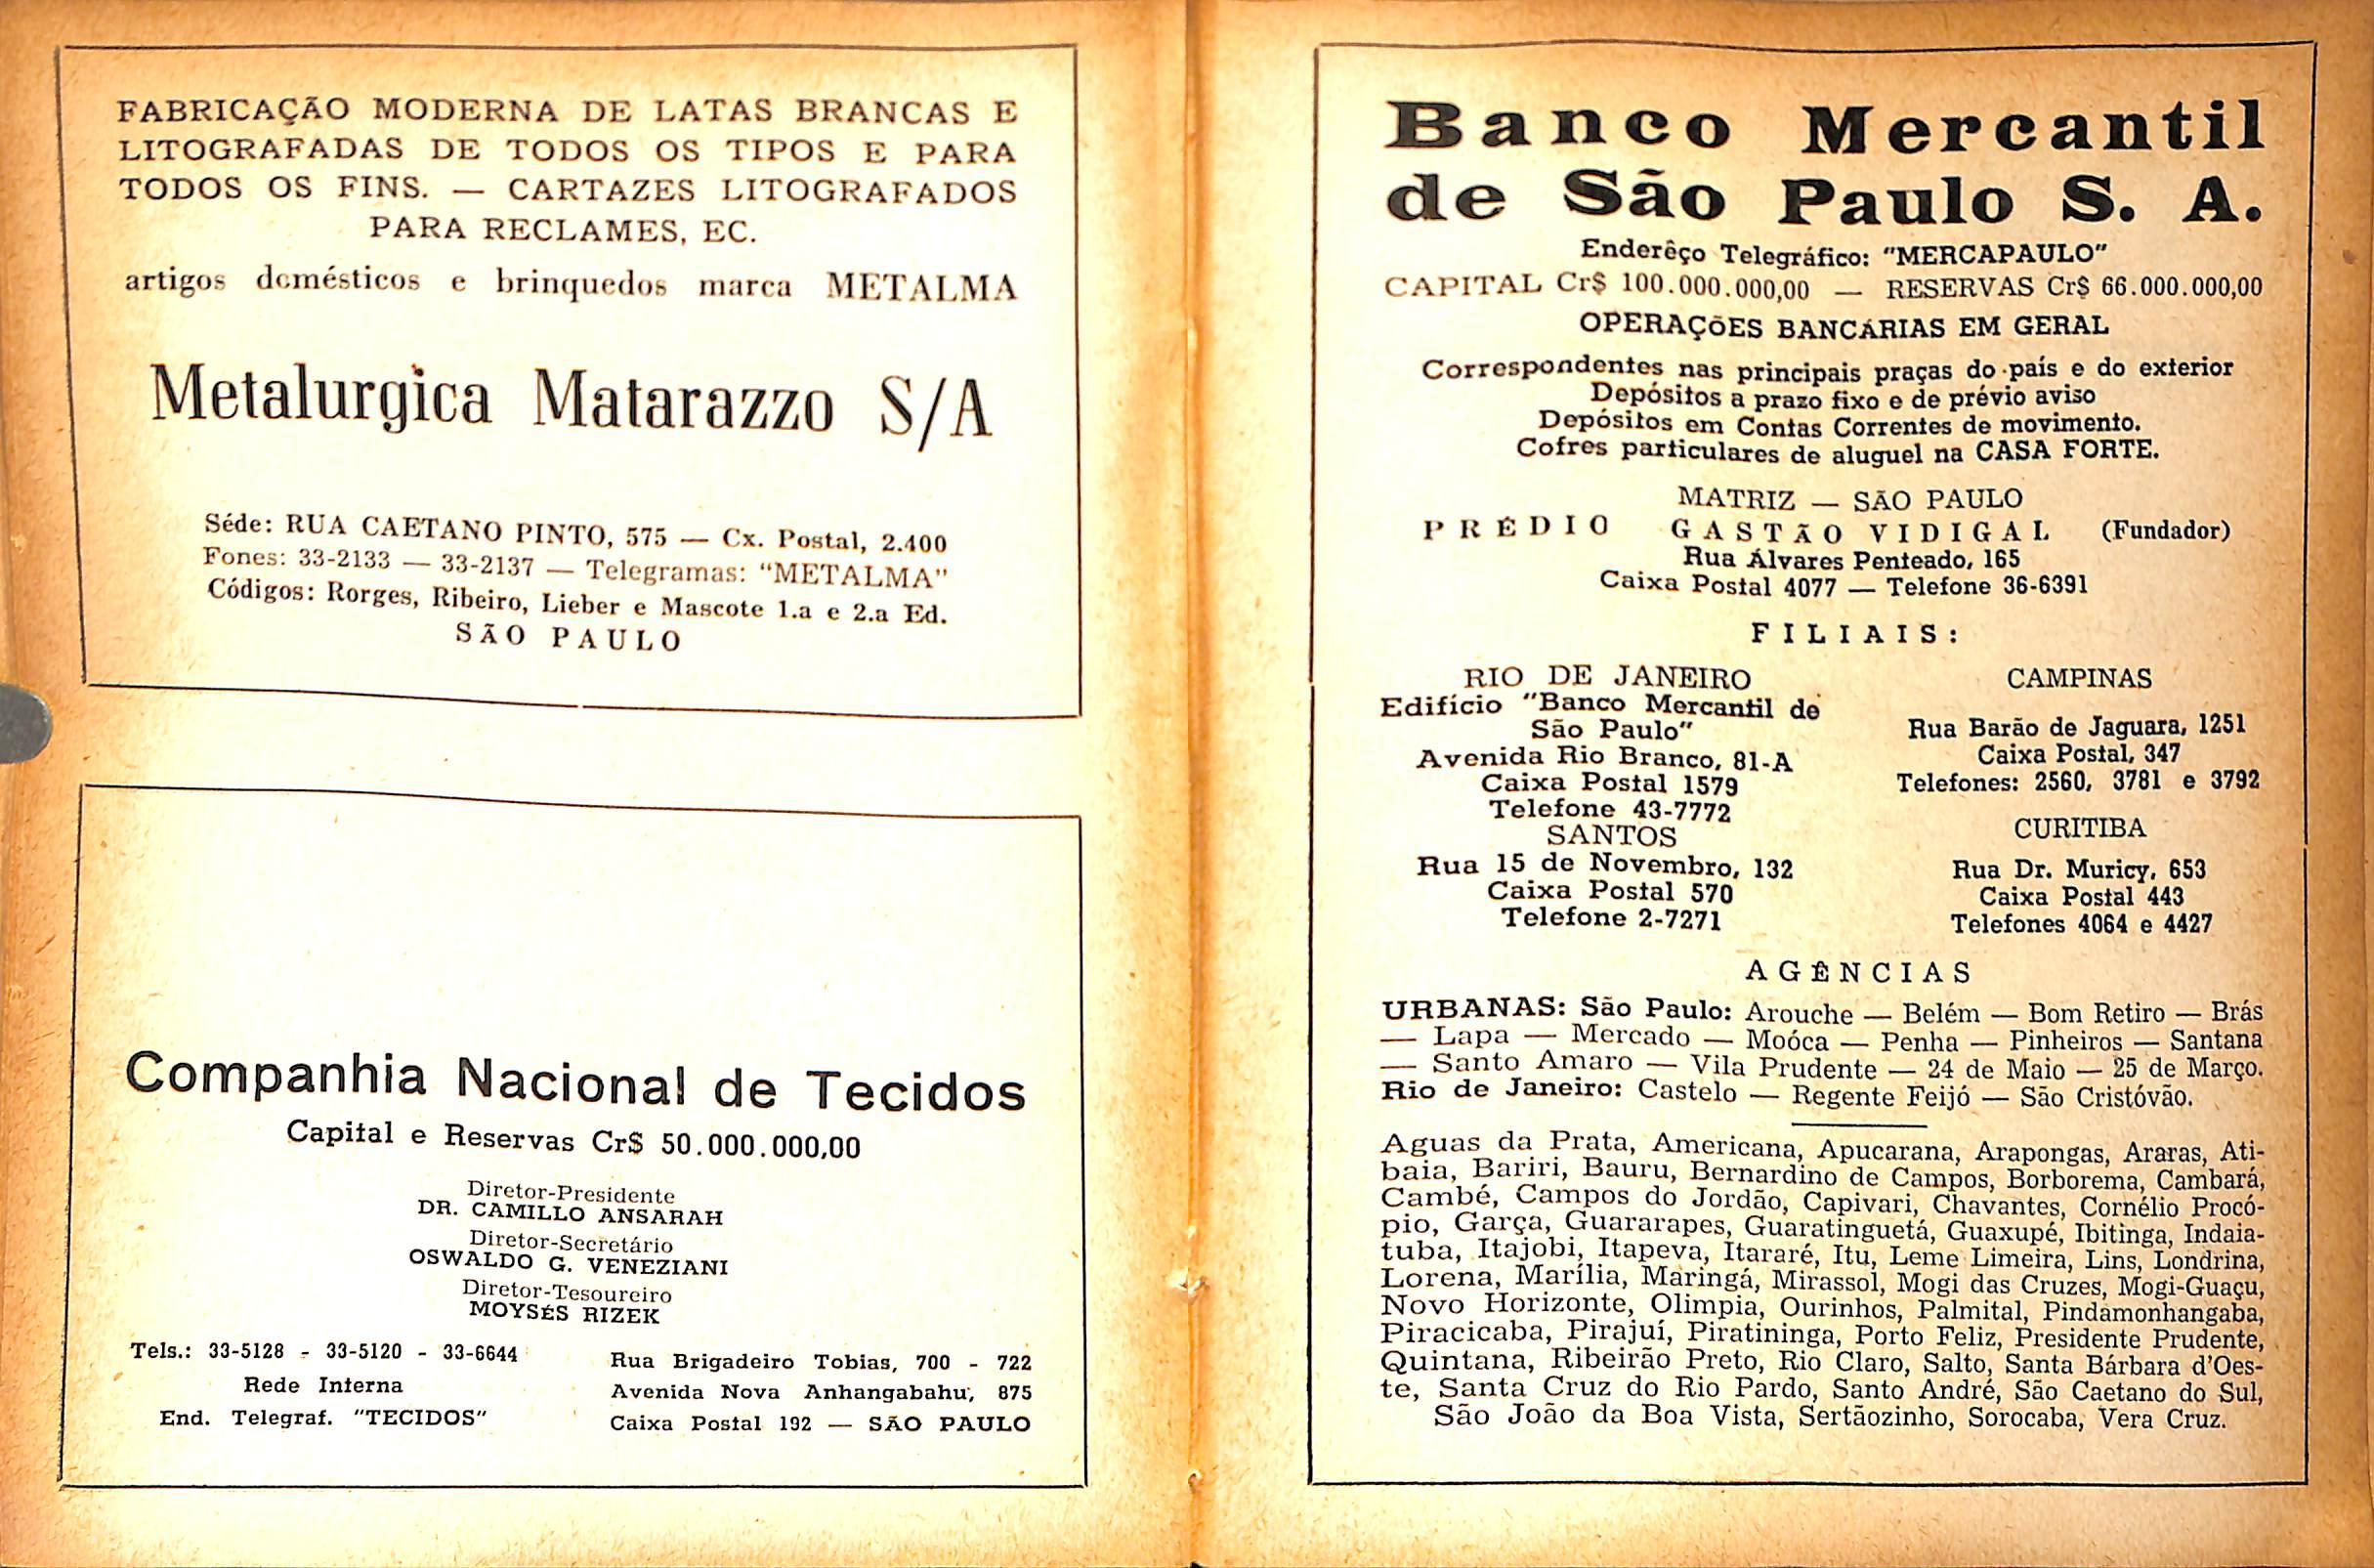 FABRICAÇÃO MODERNA DE LATAS BRANCAS E
LITOGRAFADAS DE TODOS OS TIPOS E PARA
TODOS OS FINS. — CARTAZES LITOGRAFADOS
PARA RECLAMES, EC.
artigos domésticos e brinquedos marca METALMA
Metalurgica Matarazzo S/A
Séde: RUA CAETANO PINTO, 575 — Cx. Postal, 2.400
Fones: 33-2133 — 33-2137 — Telegramas: "METALMA"
Códigos: Rorges, Ribeiro, Lieber e Mascote 1.a e 2.a Ed.
SÃO PAULO
Companhia Nacional de Tecidos
Capital e Reservas Cr$ 50.000.000,00
Diretor-Presidente
DR. CAMILLO ANSARAH
Diretor-Secretário
OSWALDO G. VENEZIANI
Diretor-Tesoureiro
MOYSÉS RIZEK
Tels.: 33-5128 - 33-5120 - 33-6644
Rede Interna
End. Telegraf. "TECIDOS"
Rua Brigadeiro Tobias, 700 - 722
Avenida Nova Anhangabahu, 875
Caixa Postal 192 — SÃO PAULO
Banco Mercantil
de São Paulo S. A.
Enderêço Telegráfico: "MERCAPAULO"
CAPITAL Cr$ 100.000.000,00 — RESERVAS Cr$ 66.000.000,00
OPERAÇÕES BANCÁRIAS EM GERAL
Correspondentes nas principais praças do país e do exterior
Depósitos a prazo fixo e de prévio aviso
Depósitos em Contas Correntes de movimento.
Cofres particulares de aluguel na CASA FORTE.
MATRIZ — SÃO PAULO
PRÉDIO GASTÃO VIDIGAL (Fundador)
Rua Álvares Penteado, 165
Caixa Postal 4077 — Telefone 36-6391
FILIAIS:
RIO DE JANEIRO
Edifício "Banco Mercantil de
São Paulo"
Avenida Rio Branco, 81-A
Caixa Postal 1579
Telefone 43-7772
SANTOS
Rua 15 de Novembro, 132
Caixa Postal 570
Telefone 2-7271
CAMPINAS
Rua Barão de Jaguara, 1251
Caixa Postal, 347
Telefones: 2560, 3781 e 3792
CURITIBA
Rua Dr. Muricy, 653
Caixa Postal 443
Telefones 4064 e 4427
AGÊNCIAS
URBANAS: São Paulo: Arouche — Belém — Bom Retiro — Brás
— Lapa — Mercado — Moóca — Penha — Pinheiros — Santana
— Santo Amaro — Vila Prudente — 24 de Maio — 25 de Março.
Rio de Janeiro: Castelo — Regente Feijó — São Cristóvão.
Aguas da Prata, Americana, Apucarana, Arapongas, Araras, Ati-
baia, Bariri, Bauru, Bernardino de Campos, Borborema, Cambará,
Cambé, Campos do Jordão, Capivari, Chavantes, Cornélio Procó-
pio, Garça, Guararapes, Guaratinguetá, Guaxupé, Ibitinga, Indaia-
tuba, Itajobi, Itapeva, Itararé, Itu, Leme Limeira, Lins, Londrina,
Lorena, Marília, Maringá, Mirassol, Mogi das Cruzes, Mogi-Guaçu,
Novo Horizonte, Olimpia, Ourinhos, Palmital, Pindamonhangaba,
Piracicaba, Pirajuí, Piratininga, Porto Feliz, Presidente Prudente,
Quintana, Ribeirão Preto, Rio Claro, Salto, Santa Bárbara d'Oes-
te, Santa Cruz do Rio Pardo, Santo André, São Caetano do Sul,
São João da Boa Vista, Sertãozinho, Sorocaba, Vera Cruz.